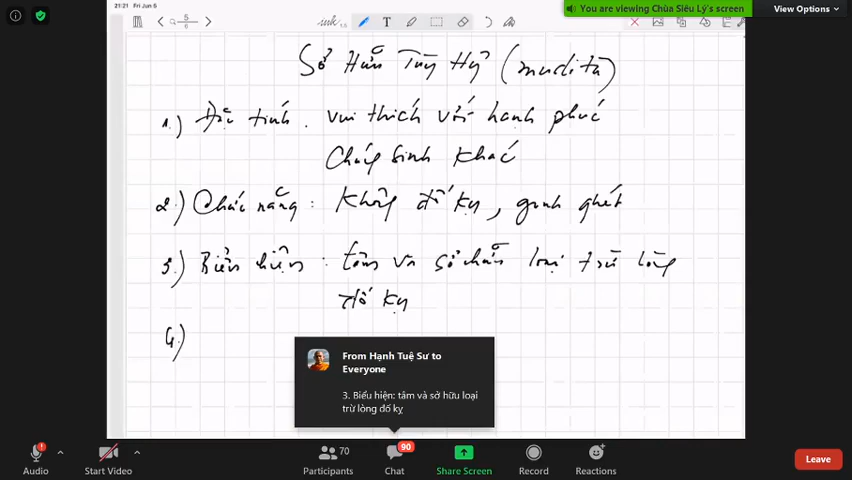 21:21 Fri Jun 5
5
6
ink
You are viewing Chùa Siêu Lý's screen
View Options
Sở Hữu Tùy Hỷ (mudita)
1.) Đặc tính. vui thích với hạnh phúc
Chúng Sinh Khác
2.) Chức năng: Không đố kỵ, ganh ghét
3.) Biểu hiện: tâm và sở hữu loại trừ lòng
đố kỵ
4.)
From Hạnh Tuệ Sư to
Everyone
3. Biểu hiện: tâm và sở hữu loại
trừ lòng đố kỵ
Audio
Start Video
70
Participants
90
Chat
Share Screen
Record
Reactions
Leave